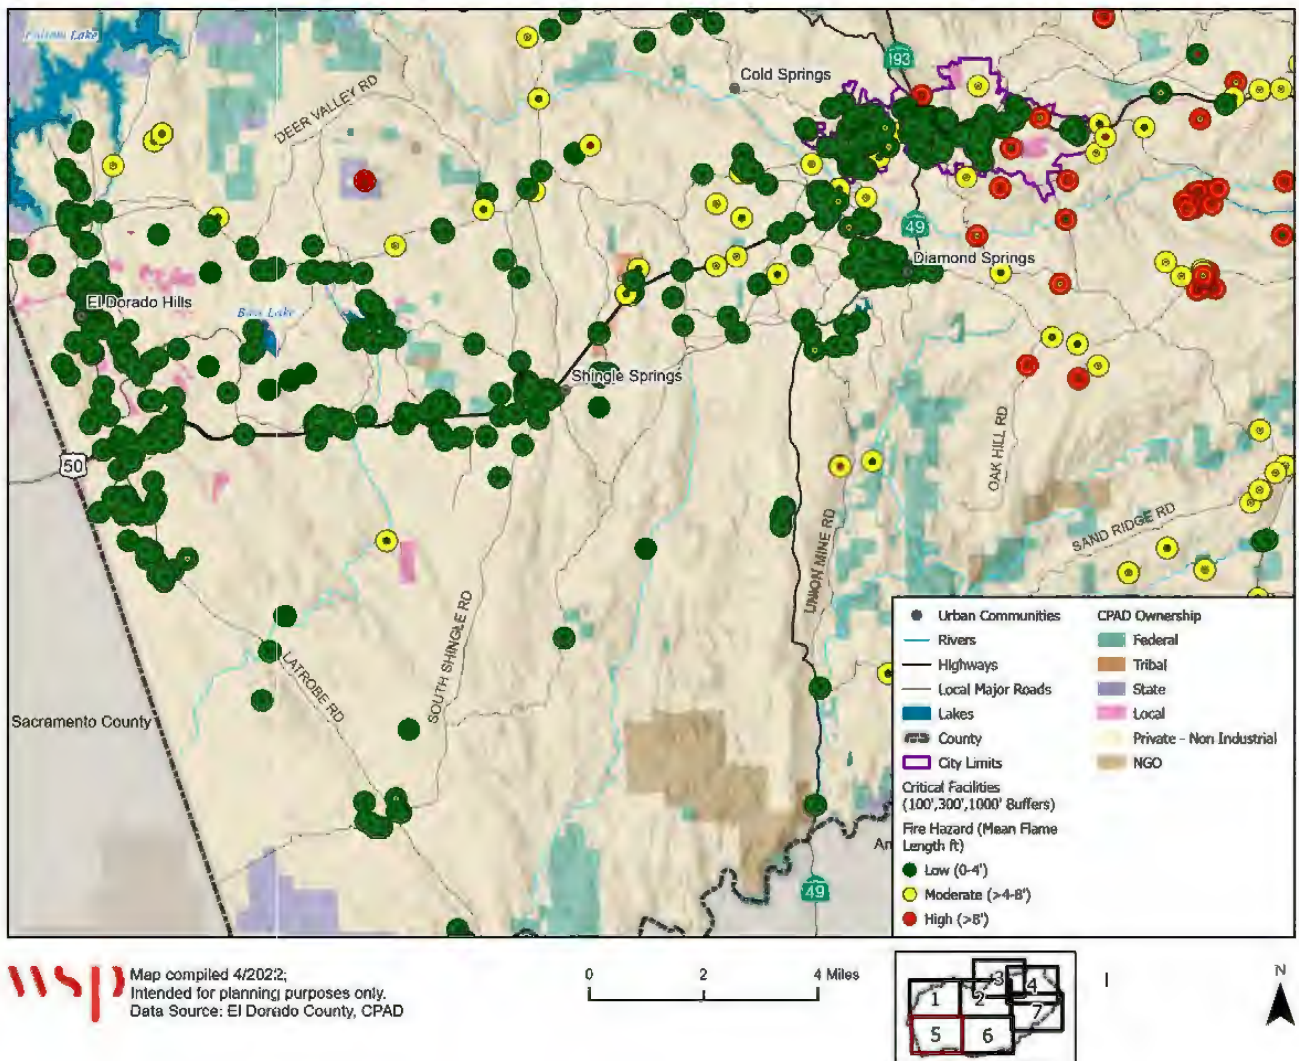 Folsom Lake
193
Cold Springs
DEER VALLEY RD
49
Diamond Springs
El Dorado Hills
Bass Lake
Shingle Springs
50
OAK HILL RD
SAND RIDGE RD
UNION MINE RD
SOUTH SHINGLE RD
LATROBE RD
Sacramento County
Am
49
Urban Communities
Rivers
Highways
Local Major Roads
Lakes
County
City Limits
Critical Facilities
(100',300',1000' Buffers)
Fire Hazard (Mean Flame
Length ft)
Low (0-4')
Moderate (>4-8')
High (>8')
CPAD Ownership
Federal
Tribal
State
Local
Private - Non Industrial
NGO
wsp
Map compiled 4/2022;
Intended for planning purposes only.
Data Source: El Dorado County, CPAD
0 2 4 Miles
1 2 3 4 7
5 6
N